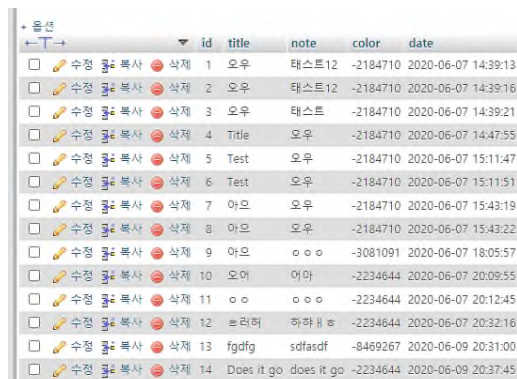 + 옵션
←T→ ▼ id title note color date
수정 복사 삭제 1 오우 태스트12 -2184710 2020-06-07 14:39:13
수정 복사 삭제 2 오우 태스트12 -2184710 2020-06-07 14:39:16
수정 복사 삭제 3 오우 태스트 -2184710 2020-06-07 14:39:21
수정 복사 삭제 4 Title 오우 -2184710 2020-06-07 14:47:55
수정 복사 삭제 5 Test 오우 -2184710 2020-06-07 15:11:47
수정 복사 삭제 6 Test 오우 -2184710 2020-06-07 15:11:51
수정 복사 삭제 7 아으 오우 -2184710 2020-06-07 15:43:19
수정 복사 삭제 8 아으 오우 -2184710 2020-06-07 15:43:22
수정 복사 삭제 9 아으 ㅇㅇㅇ -3081091 2020-06-07 18:05:57
수정 복사 삭제 10 오어 어아 -2234644 2020-06-07 20:09:55
수정 복사 삭제 11 ㅇㅇ ㅇㅇㅇ -2234644 2020-06-07 20:12:45
수정 복사 삭제 12 ㄹ러허 -2234644 2020-06-07 20:32:16
수정 복사 삭제 13 fgdfg sdfasdf -8469267 2020-06-09 20:31:00
수정 복사 삭제 14 Does it go does it go -2234644 2020-06-09 20:37:45